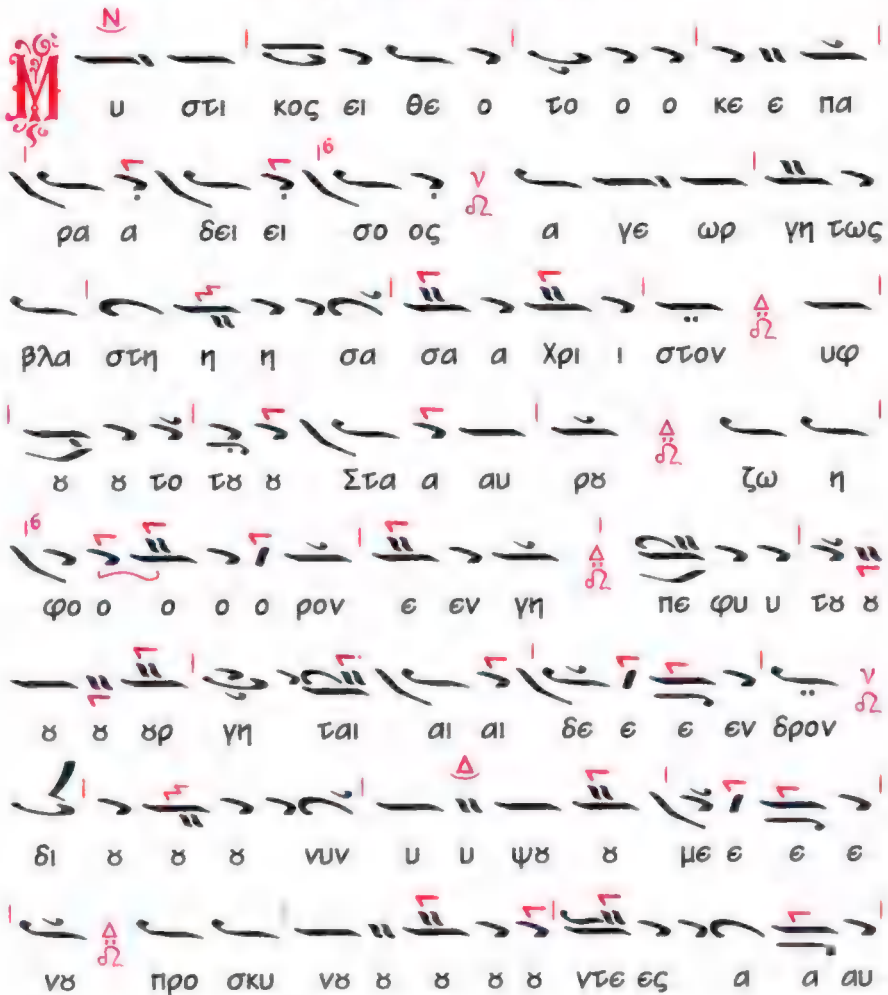 Μ υ στι κος ει θε ο το ο ο κε ε πα
ρα α δει ει σο ος α γε ωρ γη τως
βλα στη η η σα σα α Χρι ι στον υφ
ȣ ȣ το τȣ ȣ Στα α αυ ρȣ ζω η
φο ο ο ο ο ρον ε εν γη πε φυ υ τȣ ȣ
ȣ ȣ ȣρ γη ται αι αι δε ε ε εν δρον
δι ȣ ȣ ȣ νυν υ υ ψȣ ȣ με ε ε ε
νȣ προ σκυ νȣ ȣ ȣ ȣ ȣ ντε ες α α αυ